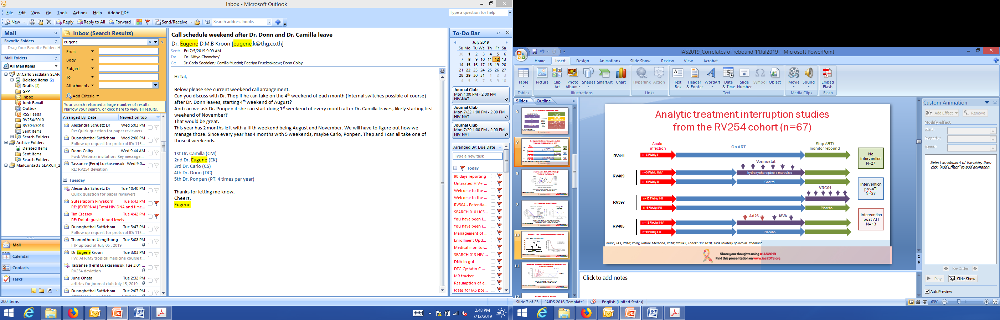 Inbox - Microsoft Outlook
File Edit View Go Tools Actions Help Adobe PDF
Type a question for help
New Reply Reply to All Forward Send/Receive Search address books
Mail
Favorite Folders
Drag Your Favorite Folders H
Mail Folders
All Mail Items
Dr.Carlo Sacdalan-SEAR
Deleted Items (2)
Drafts [4]
GPP
Inbox
Junk E-mail
Outbox
RSS Feeds
RV254/S010
RV304/S013
Sent Items
Search Folders
Archive Folders
Deleted Items
Sent Items
Search Folders
MailContacts-SEARCH_2
Mail
Calendar
Contacts
Tasks
200 Items
Inbox (Search Results)
eugene
From
Body
Subject
To
Attachments
Add Criteria
Your search returned a large number of results.
Narrow your search, or click here to view all results.
Arranged By: Date Newest on top
Alexandra Schuetz Dr Wed 5:03 PM
Re: Quick question for paper reviewers
Duanghathai Suttichom Wed 2:00 PM
Follow up request for protocol ID: 115...
Donn Colby Wed 9:44 AM
Fwd: Webinar invitation: Key message...
Tassanee (Fern) Luekasemsuk Wed 9:0...
RE: RV254 deviation
Tuesday
Alexandra Schuetz Dr Tue 10:40 PM
Quick question for paper reviewers
Suteeraporn Pinyakorn Tue 6:43 PM
RE: [EXTERNAL] Total HIV DNA and time...
Tim Cressey Tue 4:42 PM
RE: Dolutegravir blood levels
Duanghathai Suttichom Tue 3:47 PM
Follow up request for protocol ID: 115...
Thanunthorn Uengthong Tue 3:08 PM
FTP upload of July 05 , 2019
Dr Eugene Kroon Tue 3:03 PM
FW: AFRIMS tropical medicine course t...
Tassanee (Fern) Luekasemsuk Tue 3:01 ...
RV254 deviation
June Ohata Tue 2:32 PM
articles for journal club July 15, 2019
Duanghathai Suttichom Tue 2:07 PM
Call schedule weekend after Dr. Donn and Dr. Camilla leave
Dr. Eugene D.M.B Kroon [eugene.k@thg.co.th]
Sent: Fri 7/5/2019 9:09 AM
To: 'Dr. Nitiya Chomchey'
Cc: Dr.Carlo Sacdalan; Camilla Muccini; Peeriya Prueksakaew; Donn Colby
Hi Tal,
Below please see current weekend call arrangement.
Can you discuss with Dr. Thep if he can take on the 4th weekend of each month (internal switches possible of course)
after Dr. Donn leaves, starting 4th weekend of August?
And can we ask Dr. Ponpen if she can start doing 1st weekend of every month after Dr. Camilla leaves, likely starting first
weekend of November?
That would be great.
This year has 2 months left with a fifth weekend being August and November. We will have to figure out how we
manage those. Since every year has 4 months with 5 weekends, maybe Carlo, Ponpen, Thep and I can all take one of
those 4 weekends.
1st Dr. Camilla (CM)
2nd Dr. Eugene (EK)
3rd Dr. Carlo (CS)
4th Dr. Donn (DC)
5th Dr. Ponpen (PT, 4 times per year)
Thanks for letting me know,
Cheers,
Eugene
To-Do Bar
July 2019
Su Mo Tu We Th Fr Sa
30 1 2 3 4 5 6
7 8 9 10 11 12 13
14 15 16 17 18 19 20
21 22 23 24 25 26 27
28 29 30 31 1 2 3
4 5 6 7 8 9 10
Journal Club
Mon 1:00 PM - 2:00 PM
HIV-NAT
Journal Club
Mon 7/22 1:00 PM - 2:00 PM
HIV-NAT
Journal Club
Mon 7/29 1:00 PM - 2:00 PM
HIV-NAT
Arranged By: Due Date
Type a new task
Today
90 days reporting
Untreated HIV+ ...
Welcome to the ...
Welcome to the ...
RV304 - Potentia...
SEARCH 010 UCS...
You have been i...
You have been i...
Management of ...
Enrollment Upd...
Medical monitor...
SEARCH 013 HIV ...
DNA in gut
DTG Cystatin C ...
MR tracker
Resumption of e...
Ideas for IAS pos...
2:48 PM
7/12/2019
IAS2019_Correlates of rebound 11Jul2019 - Microsoft PowerPoint
Home Insert Design Animations Slide Show Review View Acrobat
Table Picture Clip Art Photo Album Shapes SmartArt Chart Hyperlink Action Text Box Header & Footer WordArt Date & Time Slide Number Symbol Object Movie Sound Embed Flash
Tables Illustrations Links Text Media Clips Flash
Slides Outline
6
7
8
9
10
11
12
Analytic treatment interruption studies
from the RV254 cohort (n=67)
Acute
infection
On ART
Stop ART/
monitor rebound
RV411
n=8 Fiebig I
No
intervention
N=27
Vorinostat
RV409
n=9 Fiebig III/IV
hydroxychoroquine + maraviroc
n=5 Fiebig III
Control
Intervention
pre-ATI
N=27
VRC01
RV397
n=13 Fiebig I-III
n=5 Fiebig II/III
Placebo
Ad26 MVA
Intervention
post-ATI
N= 13
RV405
n=18 Fiebig II-IV
n=9 Fiebig I-III
Placebo
Kroon, IAS, 2016; Colby, Nature Medicine, 2018; Crowell, Lancet HIV 2019, Slide courtesy of Nicolas Chomont
Share your thoughts using #IAS2019
Find this presentation on www.ias2019.org
Click to add notes
Custom Animation
Add Effect Remove
Modify effect
Start:
Property:
Speed:
Select an element of the slide, then
click "Add Effect" to add animation.
Re-Order
Play Slide Show
AutoPreview
Slide 7 of 23 "AIDS 2016_Template" English (United States) 63%